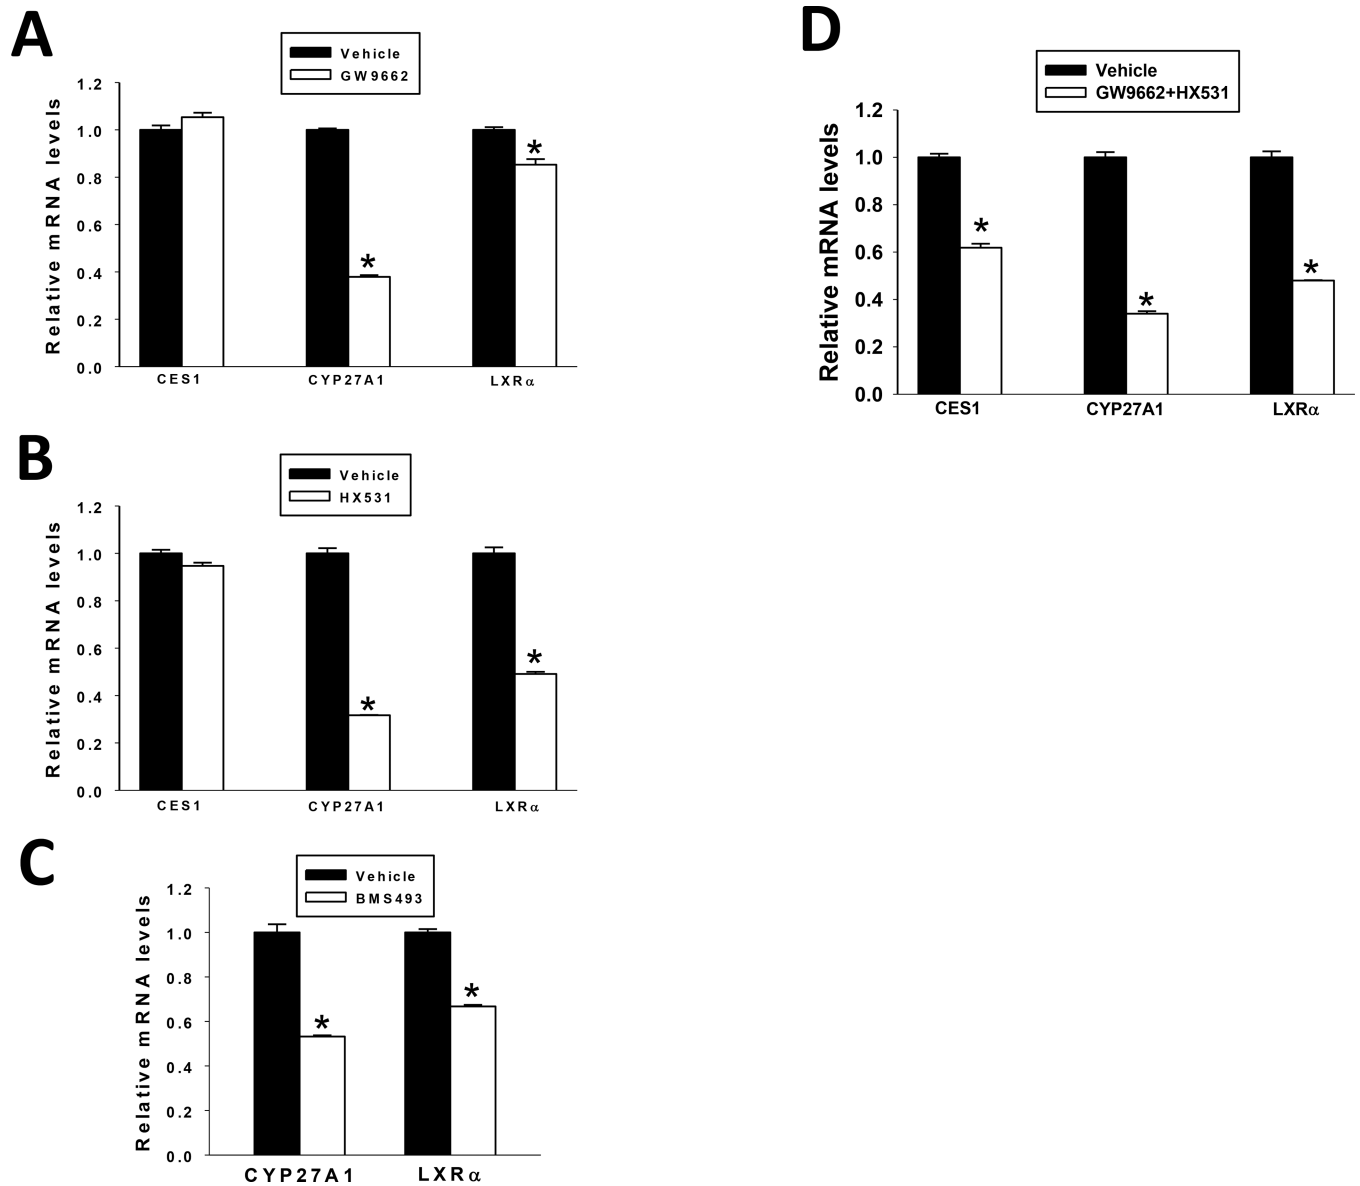 A
Vehicle
GW9662
Relative mRNA levels
1.2
1.0
0.8
0.6
0.4
0.2
0.0
*
*
CES1 CYP27A1 LXRα
B
Vehicle
HX531
Relative mRNA levels
1.2
1.0
0.8
0.6
0.4
0.2
0.0
*
*
CES1 CYP27A1 LXRα
C
Vehicle
BMS493
Relative mRNA levels
1.2
1.0
0.8
0.6
0.4
0.2
0.0
*
*
CYP27A1 LXRα
D
Vehicle
GW9662+HX531
Relative mRNA levels
1.2
1.0
0.8
0.6
0.4
0.2
0.0
*
*
*
CES1 CYP27A1 LXRα